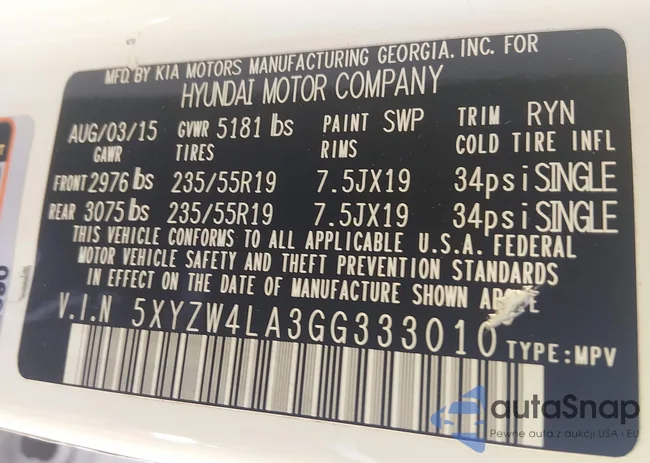 MFD. BY KIA MOTORS MANUFACTURING GEORGIA. INC. FOR
HYUNDAI MOTOR COMPANY
AUG/03/15 GVWR 5181 lbs PAINT SWP TRIM RYN
GAWR TIRES RIMS COLD TIRE INFL
FRONT 2976 lbs 235/55R19 7.5JX19 34psi SINGLE
REAR 3075 lbs 235/55R19 7.5JX19 34psi SINGLE
THIS VEHICLE CONFORMS TO ALL APPLICABLE U.S.A. FEDERAL
MOTOR VEHICLE SAFETY AND THEFT PREVENTION STANDARDS
IN EFFECT ON THE DATE OF MANUFACTURE SHOWN ABOVE
V.I.N 5XYZW4LA3GG333010 TYPE:MPV
autaSnap
Pewne auta z aukcji USA i EU